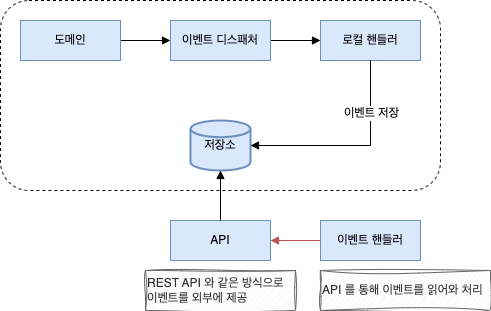 도메인
이벤트 디스패처
로컬 핸들러
이벤트 저장
저장소
API
이벤트 핸들러
REST API 와 같은 방식으로
이벤트를 외부에 제공
API 를 통해 이벤트를 읽어와 처리